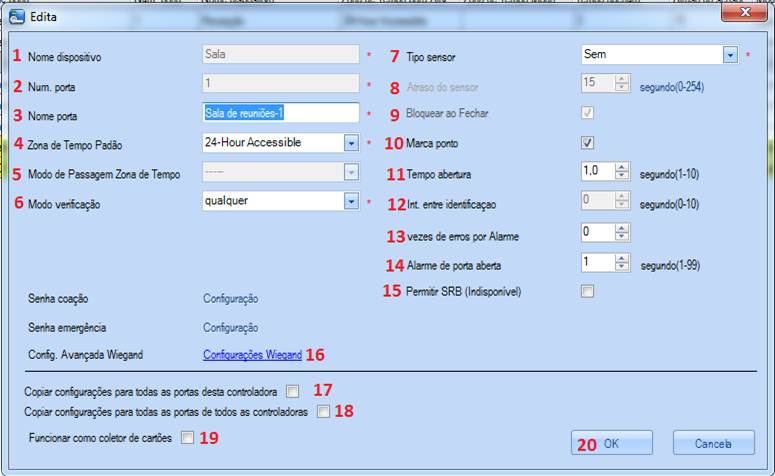 Edita
1 Nome dispositivo Sala *
2 Num. porta 1 *
3 Nome porta Sala de reuniões-1 *
4 Zona de Tempo Padão 24-Hour Accessible *
5 Modo de Passagem Zona de Tempo -----
6 Modo verificação qualquer *
7 Tipo sensor Sem *
8 Atraso do sensor 15 segundo(0-254)
9 Bloquear ao Fechar
10 Marca ponto
11 Tempo abertura 1,0 segundo(1-10)
12 Int. entre identificaçao 0 segundo(0-10)
13 vezes de erros por Alarme 0
14 Alarme de porta aberta 1 segundo(1-99)
15 Permitir SRB (Indisponível)
Senha coação Configuração
Senha emergência Configuração
Config. Avançada Wiegand Configurações Wiegand 16
Copiar configurações para todas as portas desta controladora 17
Copiar configurações para todas as portas de todos as controladoras 18
Funcionar como coletor de cartões 19
20 OK Cancela